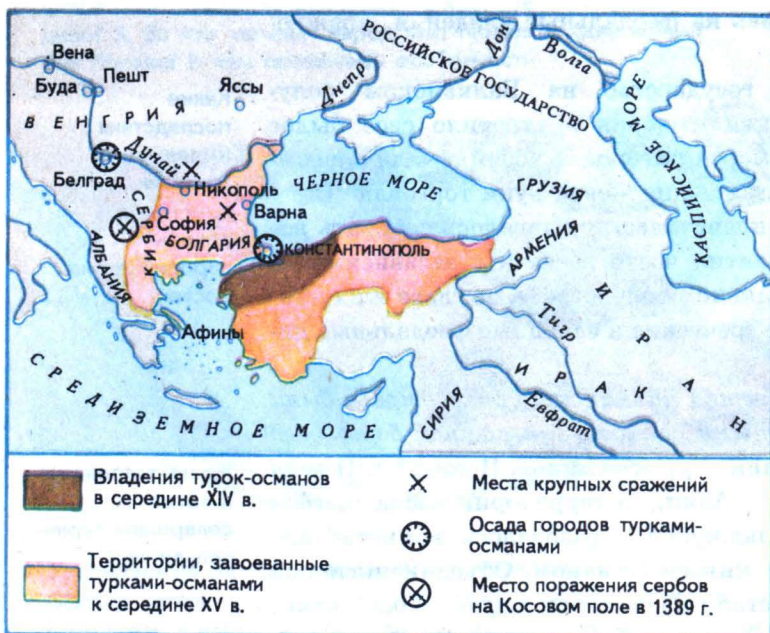 Вена
Буда
Пешт
Яссы
ВЕНГРИЯ
Дунай
Белград
СЕРБИЯ
Никополь
Варна
София
БОЛГАРИЯ
АЛБАНИЯ
Афины
КОНСТАНТИНОПОЛЬ
ЧЕРНОЕ МОРЕ
Днепр
РОССИЙСКОЕ ГОСУДАРСТВО
Дон
Волга
КАСПИЙСКОЕ МОРЕ
ГРУЗИЯ
АРМЕНИЯ
ИРАН
Тигр
ИРАК
Евфрат
СИРИЯ
СРЕДИЗЕМНОЕ МОРЕ
Владения турок-османов
в середине XIV в.
Территории, завоеванные
турками-османами
к середине XV в.
Места крупных сражений
Осада городов турками-
османами
Место поражения сербов
на Косовом поле в 1389 г.